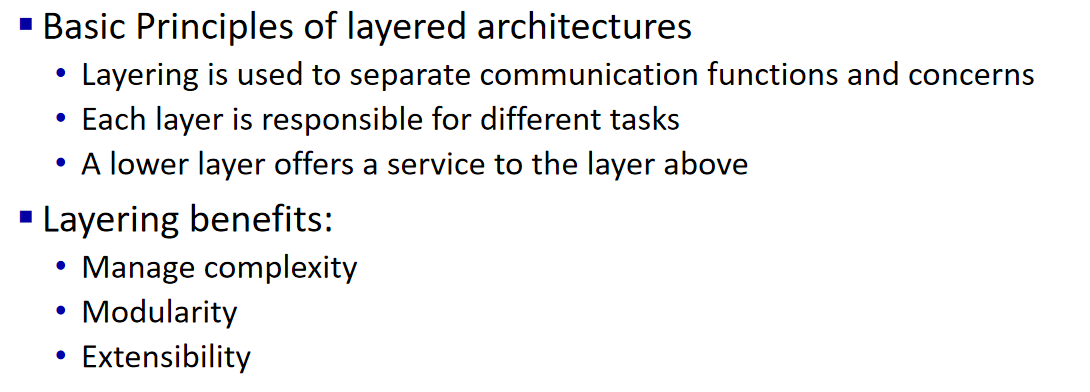 ▪ Basic Principles of layered architectures
• Layering is used to separate communication functions and concerns
• Each layer is responsible for different tasks
• A lower layer offers a service to the layer above
▪ Layering benefits:
• Manage complexity
• Modularity
• Extensibility